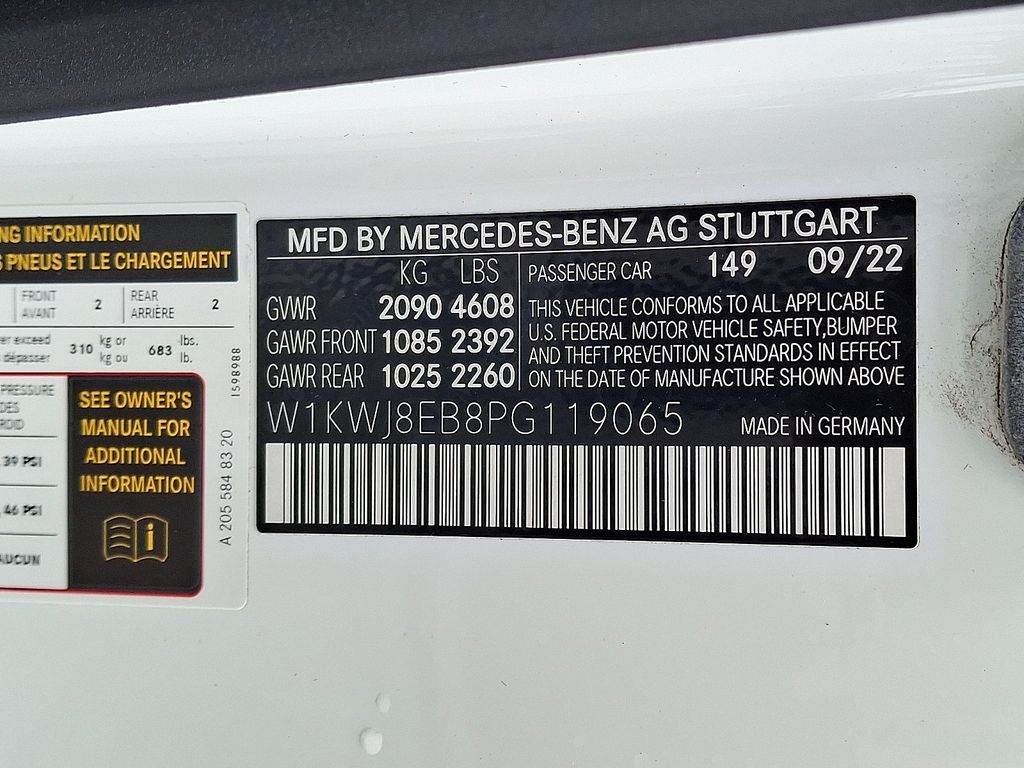 NG INFORMATION
S PNEUS ET LE CHARGEMENT
FRONT 2 REAR 2
AVANT ARRIÈRE
er exceed 310 kg or 683 lbs.
dépasser kg ou lb.
PRESSURE
DES
ROID
39 PSI
46 PSI
AUCUN
SEE OWNER'S
MANUAL FOR
ADDITIONAL
INFORMATION
i
1598988
A 205 584 83 20
MFD BY MERCEDES-BENZ AG STUTTGART
KG LBS
GVWR 2090 4608
GAWR FRONT 1085 2392
GAWR REAR 1025 2260
PASSENGER CAR 149 09/22
THIS VEHICLE CONFORMS TO ALL APPLICABLE
U.S. FEDERAL MOTOR VEHICLE SAFETY,BUMPER
AND THEFT PREVENTION STANDARDS IN EFFECT
ON THE DATE OF MANUFACTURE SHOWN ABOVE
W1KWJ8EB8PG119065
MADE IN GERMANY